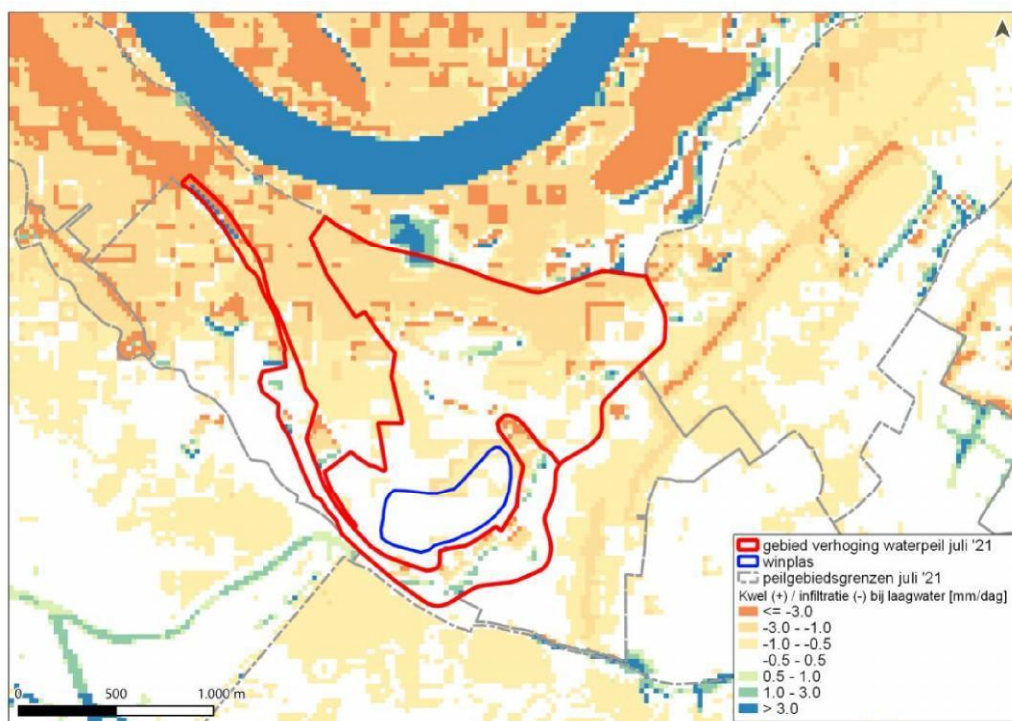 gebied verhoging waterpeil juli '21
winplas
peilgebiedsgrenzen juli '21
Kwel (+) / infiltratie (-) bij laagwater [mm/dag]
<= -3.0
-3.0 - -1.0
-1.0 - -0.5
-0.5 - 0.5
0.5 - 1.0
1.0 - 3.0
> 3.0
0 500 1.000 m